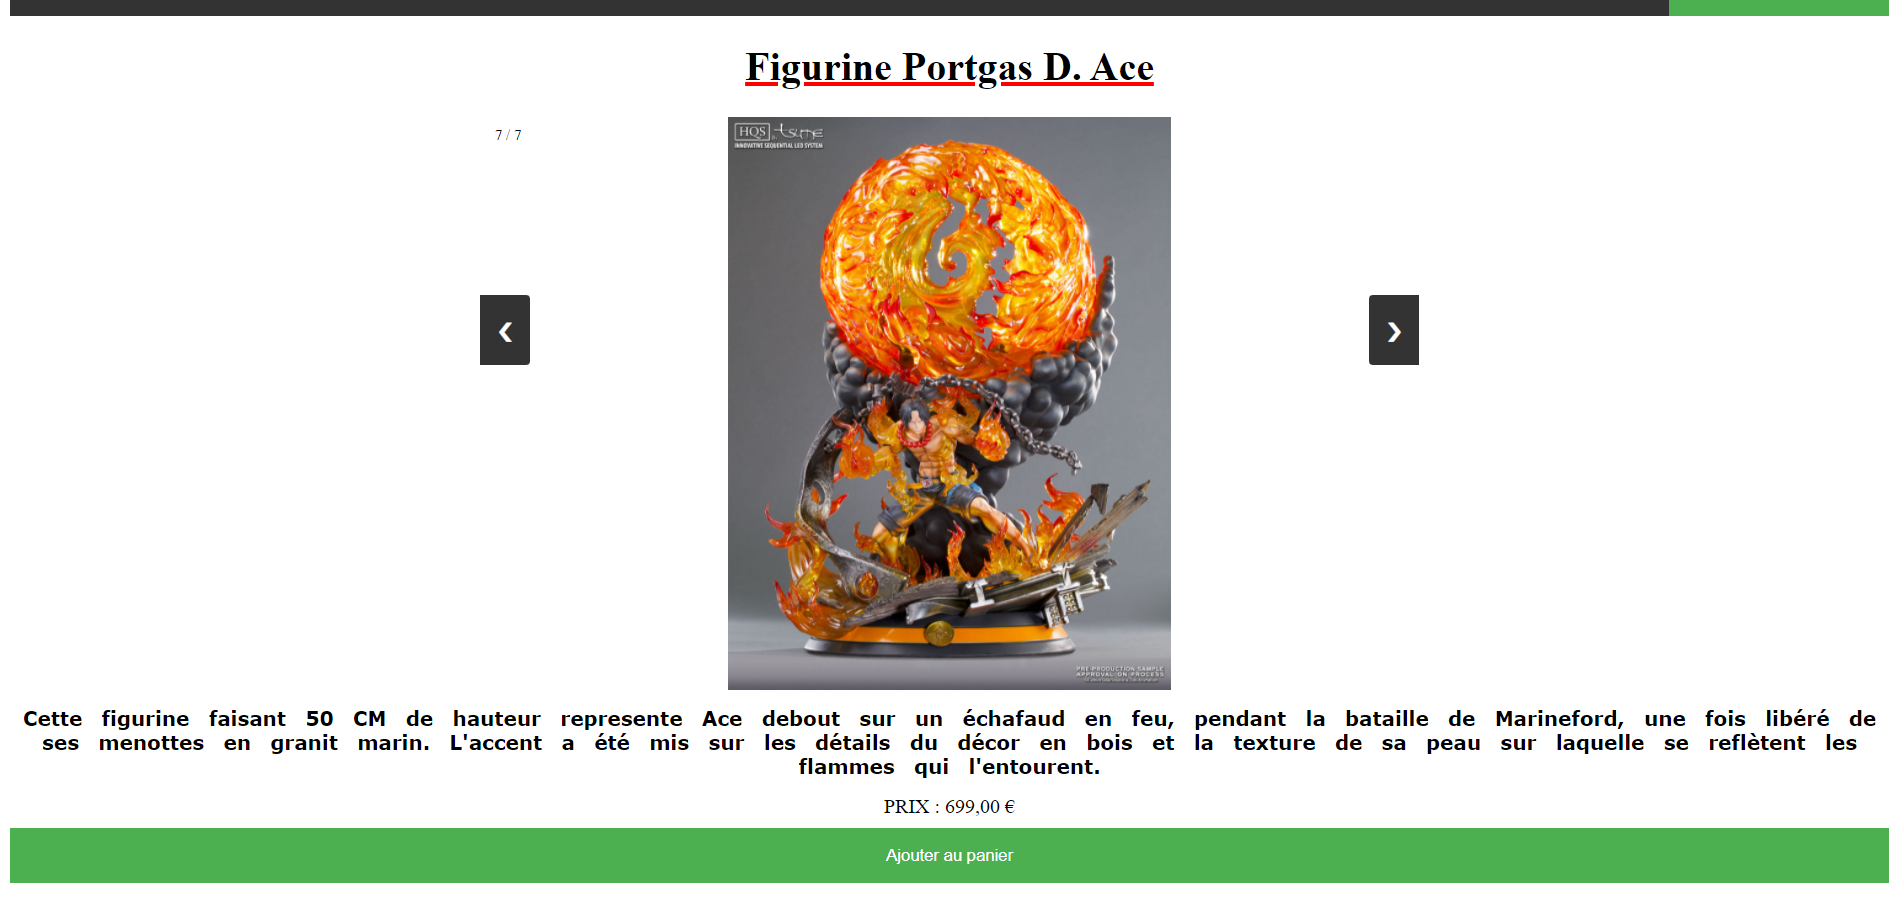 Figurine Portgas D. Ace
7 / 7
HQS by tsume
INNOVATIVE SEQUENTIAL LED SYSTEM
❮
❯
PRE-PRODUCTION SAMPLE
APPROVAL ON PROCESS
Cette figurine faisant 50 CM de hauteur represente Ace debout sur un échafaud en feu, pendant la bataille de Marineford, une fois libéré de
ses menottes en granit marin. L'accent a été mis sur les détails du décor en bois et la texture de sa peau sur laquelle se reflètent les
flammes qui l'entourent.
PRIX : 699,00 €
Ajouter au panier